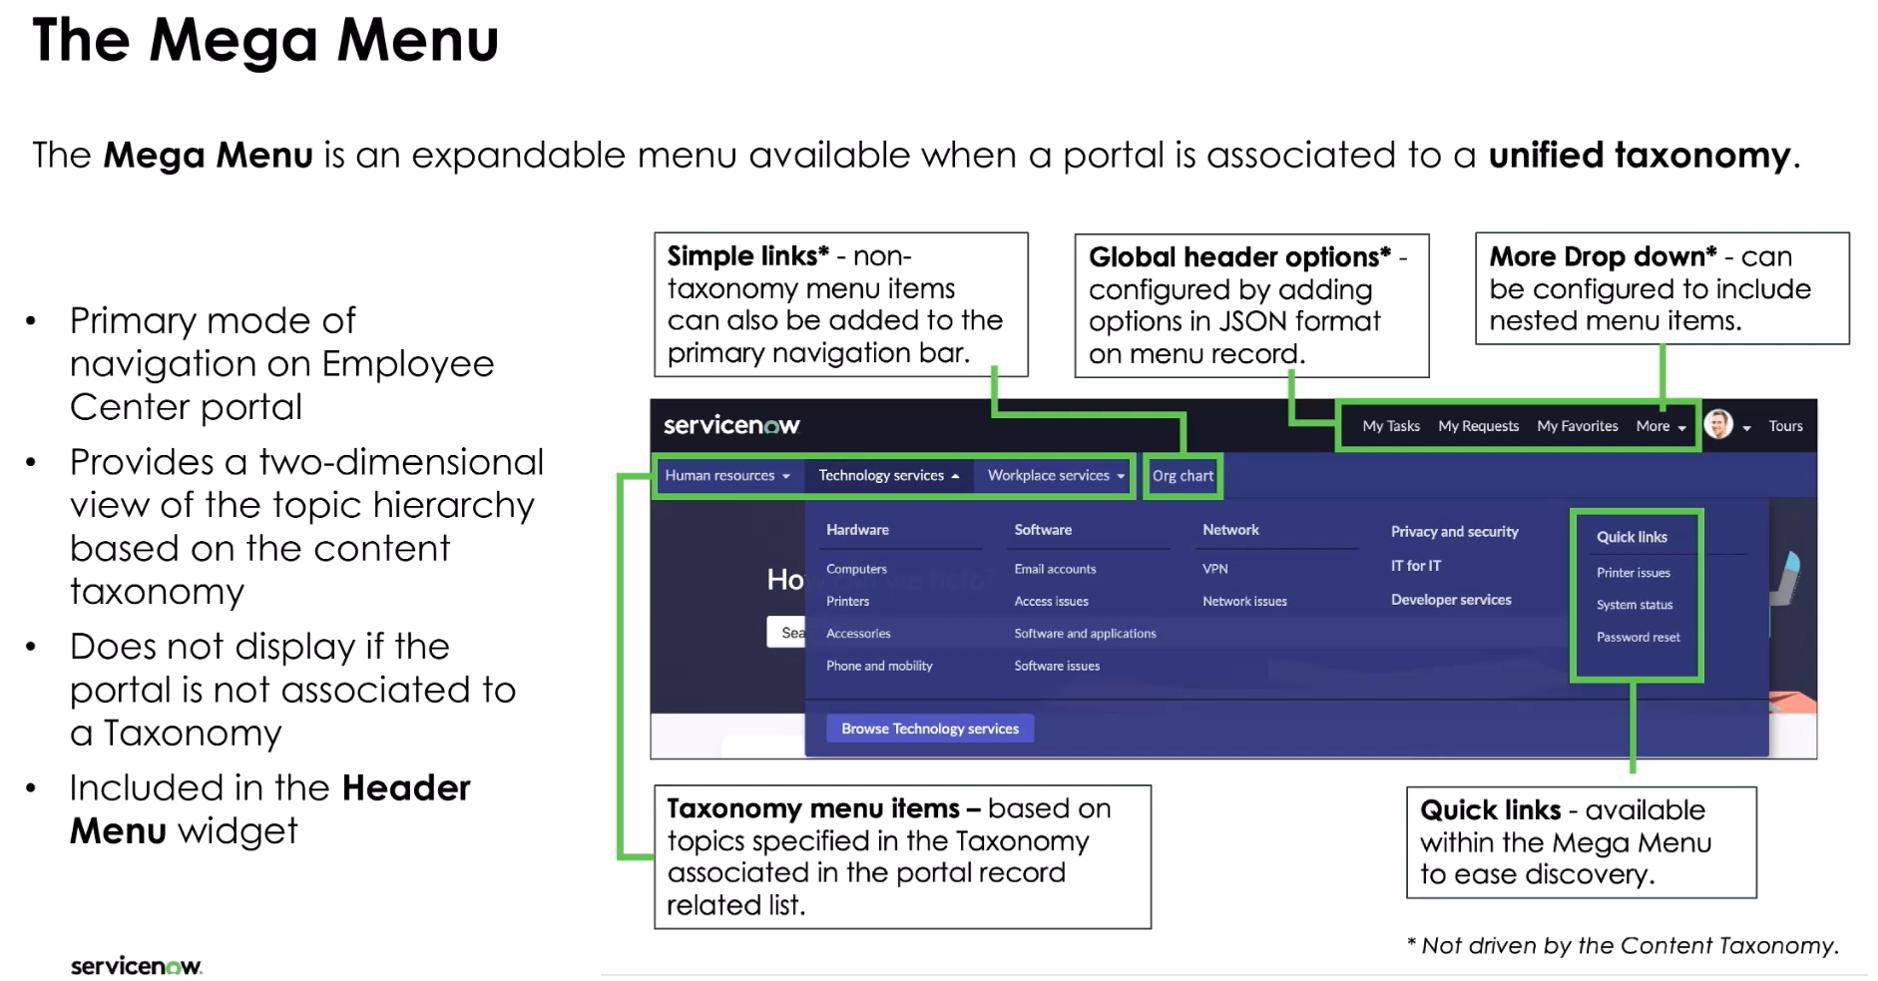 The Mega Menu
The Mega Menu is an expandable menu available when a portal is associated to a unified taxonomy.
• Primary mode of
navigation on Employee
Center portal
• Provides a two-dimensional
view of the topic hierarchy
based on the content
taxonomy
• Does not display if the
portal is not associated to
a Taxonomy
• Included in the Header
Menu widget
Simple links* - non-
taxonomy menu items
can also be added to the
primary navigation bar.
Global header options* -
configured by adding
options in JSON format
on menu record.
More Drop down* - can
be configured to include
nested menu items.
servicenow
My Tasks My Requests My Favorites More Tours
Human resources Technology services Workplace services Org chart
Hardware
Computers
Printers
Accessories
Phone and mobility
Software
Email accounts
Access issues
Software and applications
Software issues
Network
VPN
Network issues
Privacy and security
IT for IT
Developer services
Quick links
Printer issues
System status
Password reset
Ho
Sea
Browse Technology services
Taxonomy menu items – based on
topics specified in the Taxonomy
associated in the portal record
related list.
Quick links - available
within the Mega Menu
to ease discovery.
* Not driven by the Content Taxonomy.
servicenow.